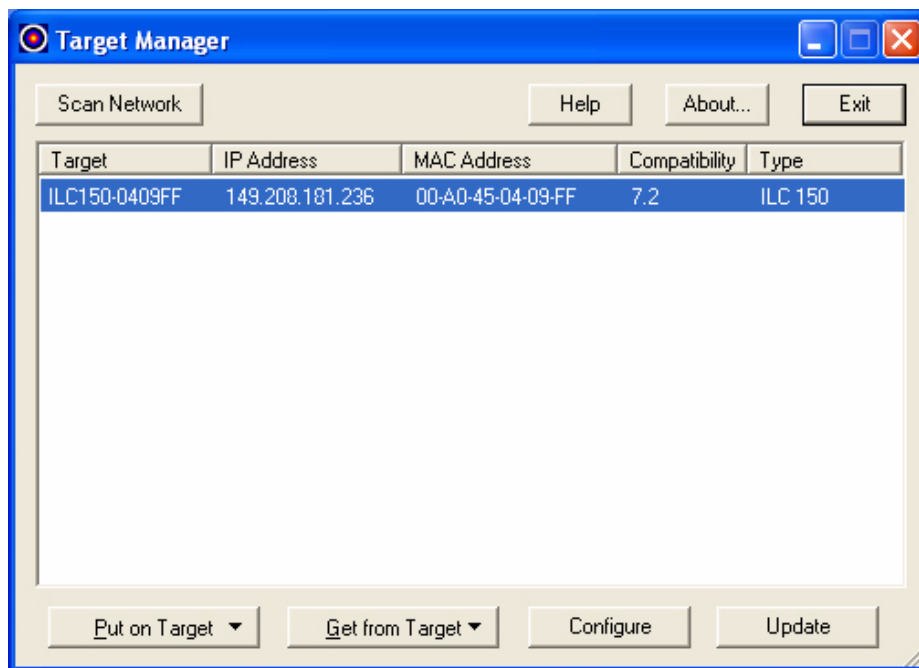 Target Manager
Scan Network Help About... Exit
Target IP Address MAC Address Compatibility Type
ILC150-0409FF 149.208.181.236 00-A0-45-04-09-FF 7.2 ILC 150
Put on Target Get from Target Configure Update